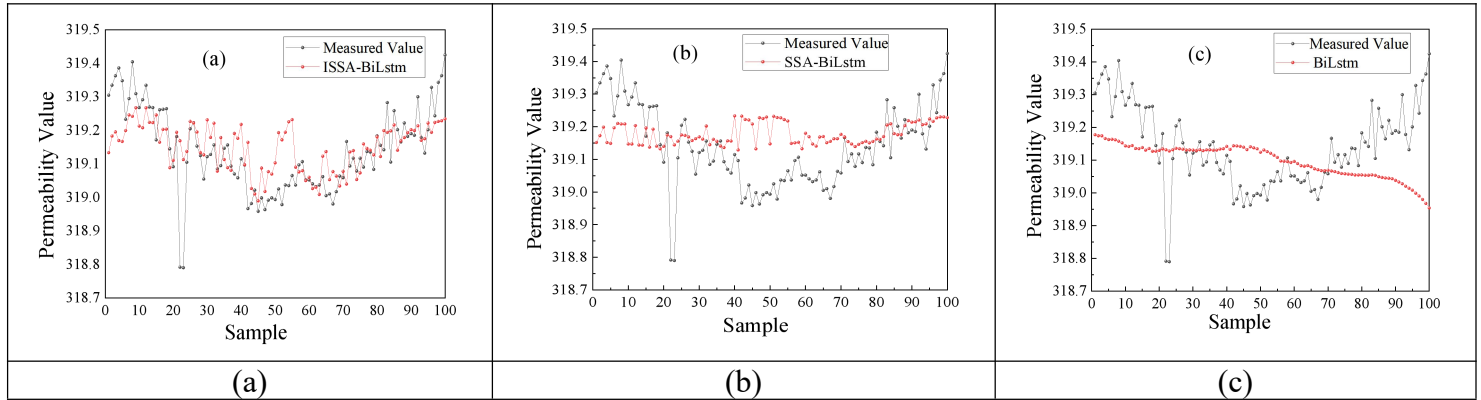 319.5
319.4
319.3
319.2
319.1
319.0
318.9
318.8
318.7
Permeability Value
(a)
Measured Value
ISSA-BiLstm
0 10 20 30 40 50 60 70 80 90 100
Sample
319.5
319.4
319.3
319.2
319.1
319.0
318.9
318.8
318.7
Permeability Value
(b)
Measured Value
SSA-BiLstm
0 10 20 30 40 50 60 70 80 90 100
Sample
319.5
319.4
319.3
319.2
319.1
319.0
318.9
318.8
318.7
Permeability Value
(c)
Measured Value
BiLstm
0 10 20 30 40 50 60 70 80 90 100
Sample
(a) (b) (c)